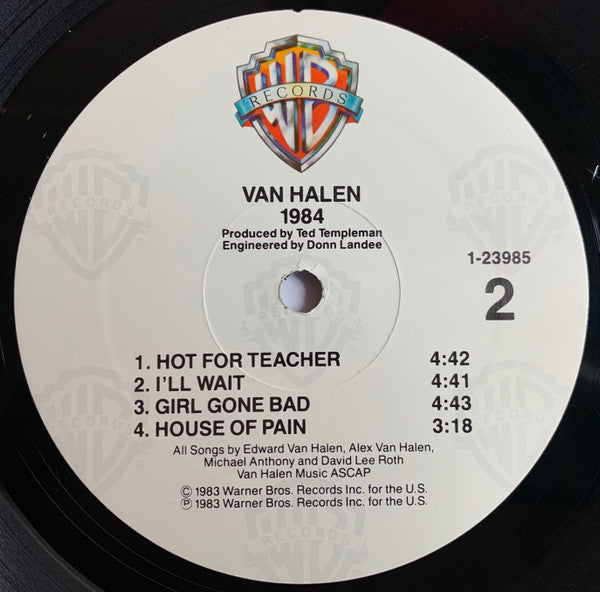 WB
RECORDS
®
VAN HALEN
1984
Produced by Ted Templeman
Engineered by Donn Landee
1-23985
2
1. HOT FOR TEACHER 4:42
2. I'LL WAIT 4:41
3. GIRL GONE BAD 4:43
4. HOUSE OF PAIN 3:18
All Songs by Edward Van Halen, Alex Van Halen,
Michael Anthony and David Lee Roth
Van Halen Music ASCAP
© 1983 Warner Bros. Records Inc. for the U.S.
℗ 1983 Warner Bros. Records Inc. for the U.S.